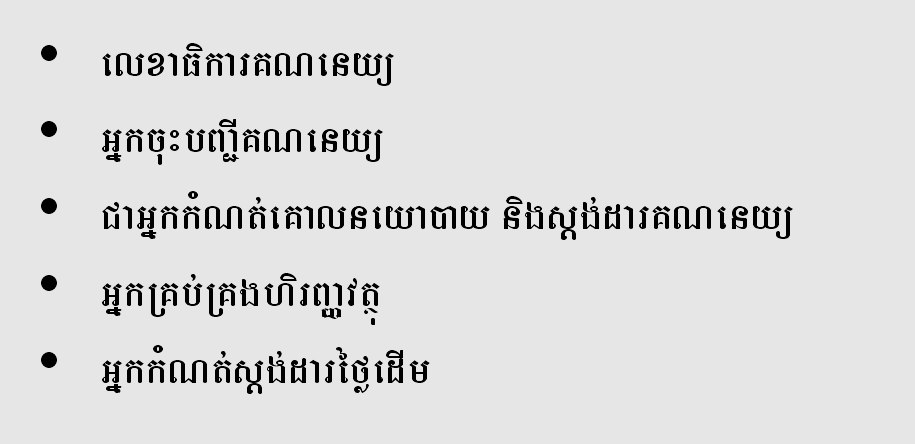 • លេខាធិការគណនេយ្យ
• អ្នកចុះបញ្ជីគណនេយ្យ
• ជាអ្នកកំណត់គោលនយោបាយ និងស្តង់ដារគណនេយ្យ
• អ្នកគ្រប់គ្រងហិរញ្ញវត្ថុ
• អ្នកកំណត់ស្តង់ដារថ្លៃដើម